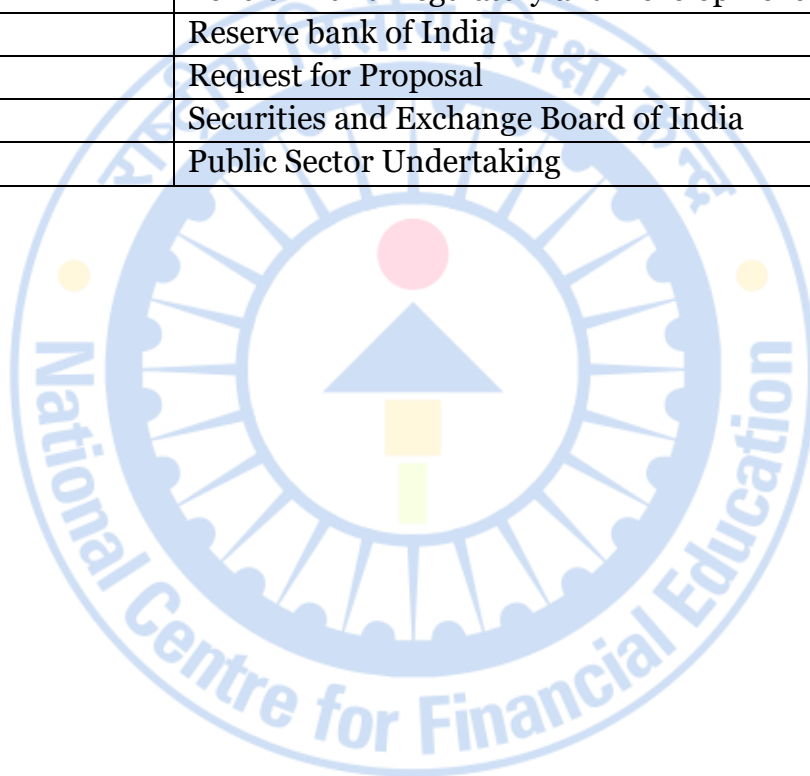 Reserve bank of India
Request for Proposal
Securities and Exchange Board of India
Public Sector Undertaking
राष्ट्रीय वित्तीय शिक्षा केन्द्र
National Centre for Financial Education